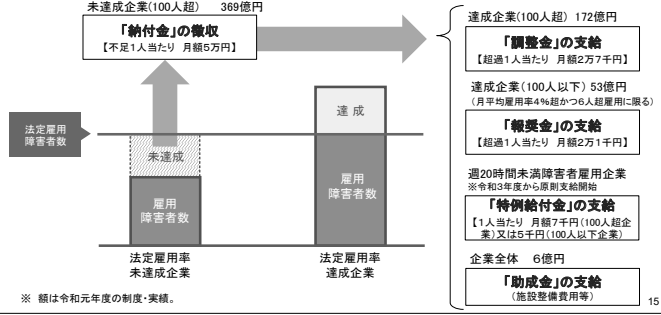 未達成企業(100人超) 369億円
「納付金」の徴収
【不足1人当たり 月額5万円】
法定雇用
障害者数
未達成
雇用
障害者数
達成
雇用
障害者数
法定雇用率
未達成企業
法定雇用率
達成企業
達成企業(100人超) 172億円
「調整金」の支給
【超過1人当たり 月額2万7千円】
達成企業(100人以下) 53億円
(月平均雇用率4%超かつ6人超雇用に限る)
「報奨金」の支給
【超過1人当たり 月額2万1千円】
週20時間未満障害者雇用企業
※令和3年度から原則支給開始
「特例給付金」の支給
【1人当たり 月額7千円(100人超企
業)又は5千円(100人以下企業)】
企業全体 6億円
「助成金」の支給
(施設整備費用等)
※ 額は令和元年度の制度・実績。
15